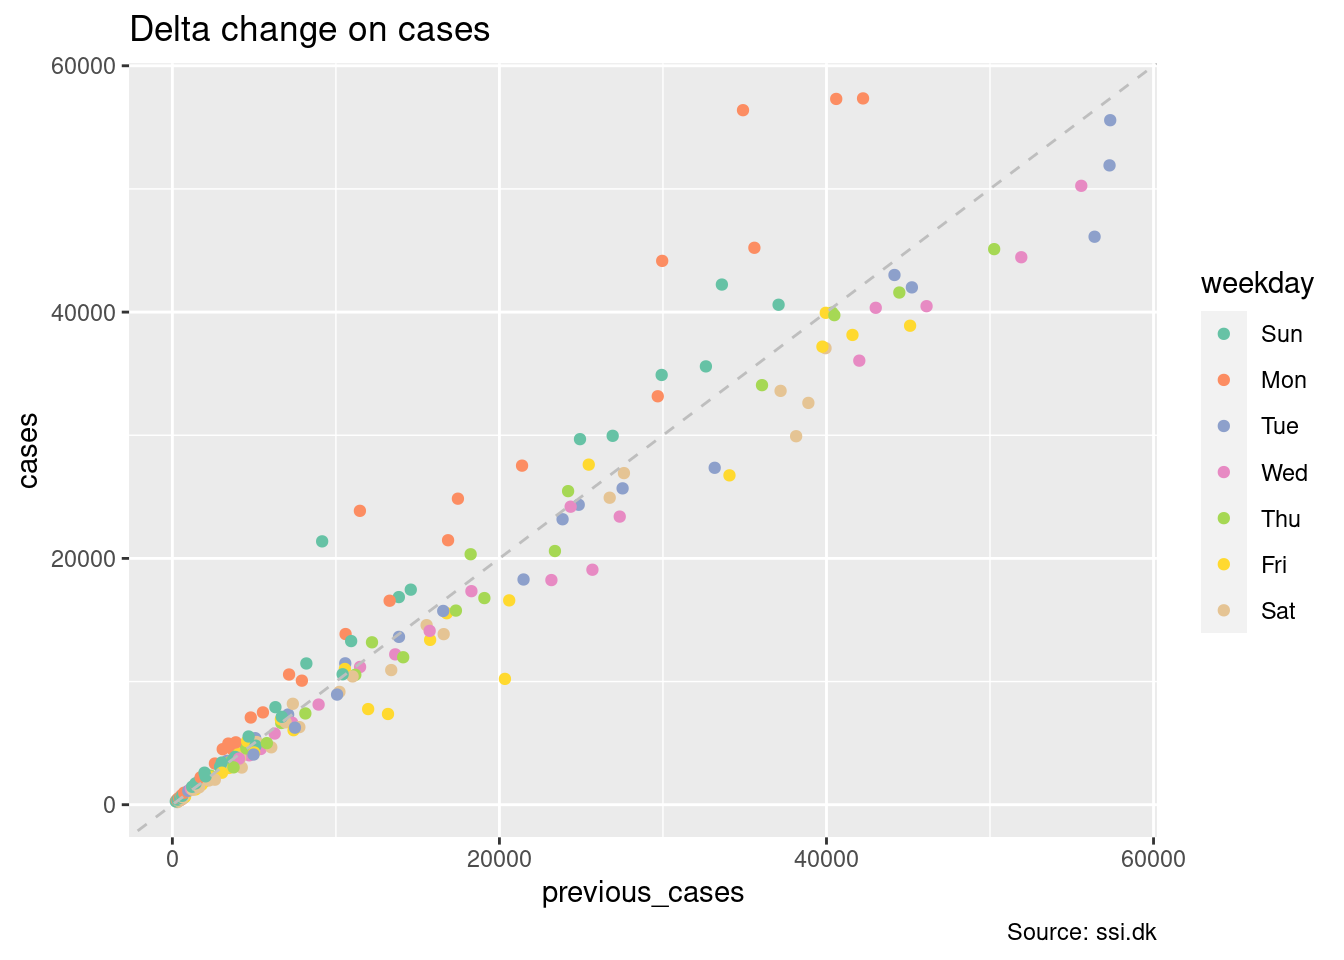 Delta change on cases
60000
40000
20000
0
cases
0
20000
40000
60000
previous_cases
weekday
Sun
Mon
Tue
Wed
Thu
Fri
Sat
Source: ssi.dk